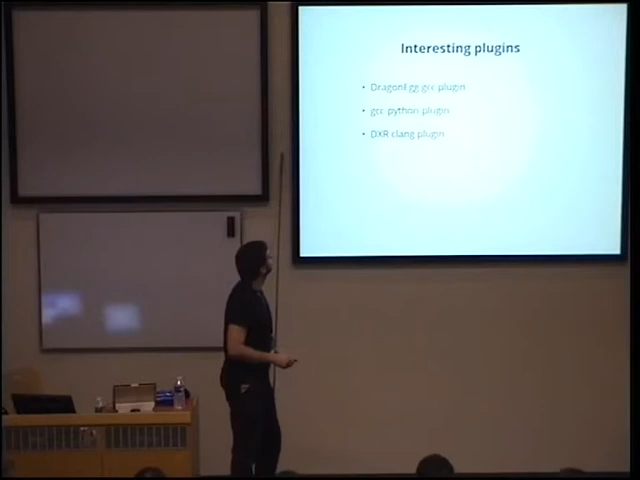 Interesting plugins
• DragonEgg gcc plugin
• gcc python plugin
• DXR clang plugin